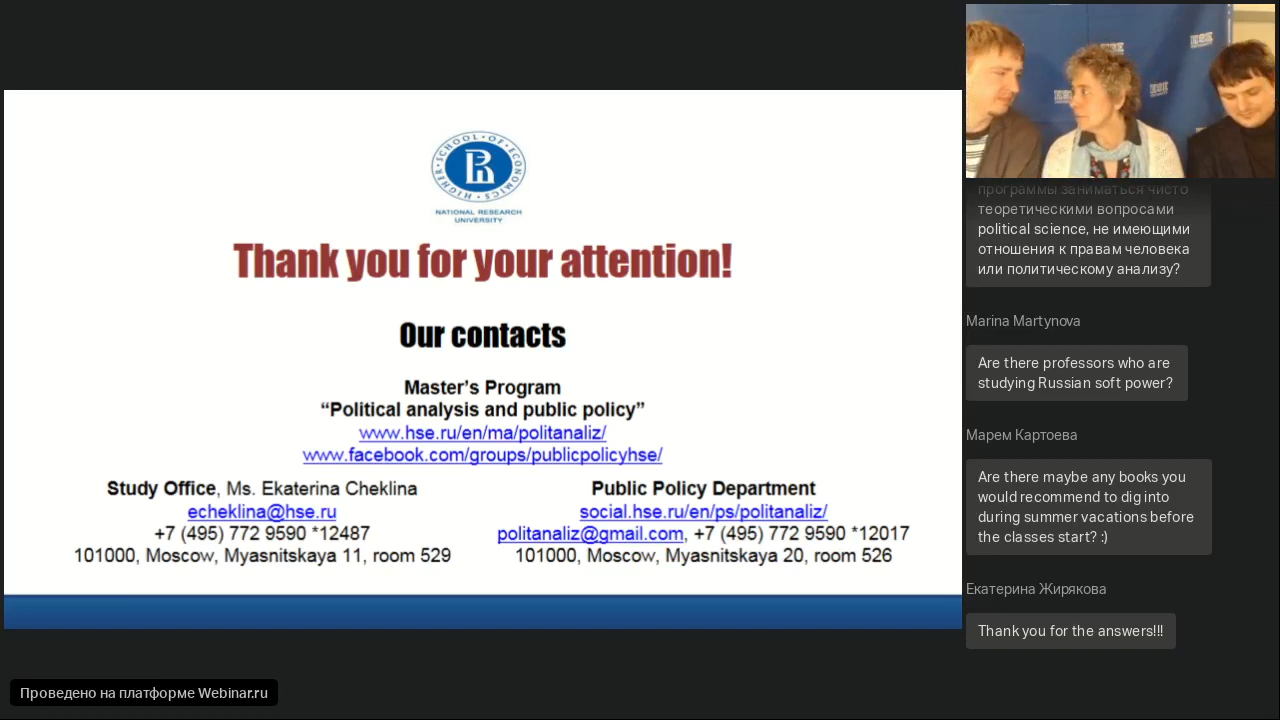 HIGHER · SCHOOL · OF · ECONOMICS
NATIONAL RESEARCH
UNIVERSITY
Thank you for your attention!
Our contacts
Master's Program
“Political analysis and public policy”
www.hse.ru/en/ma/politanaliz/
www.facebook.com/groups/publicpolicyhse/
Study Office, Ms. Ekaterina Cheklina
echeklina@hse.ru
+7 (495) 772 9590 *12487
101000, Moscow, Myasnitskaya 11, room 529
Public Policy Department
social.hse.ru/en/ps/politanaliz/
politanaliz@gmail.com, +7 (495) 772 9590 *12017
101000, Moscow, Myasnitskaya 20, room 526
программы заниматься чисто
теоретическими вопросами
political science, не имеющими
отношения к правам человека
или политическому анализу?
Marina Martynova
Are there professors who are
studying Russian soft power?
Марем Картоева
Are there maybe any books you
would recommend to dig into
during summer vacations before
the classes start? :)
Екатерина Жирякова
Thank you for the answers!!!
Проведено на платформе Webinar.ru